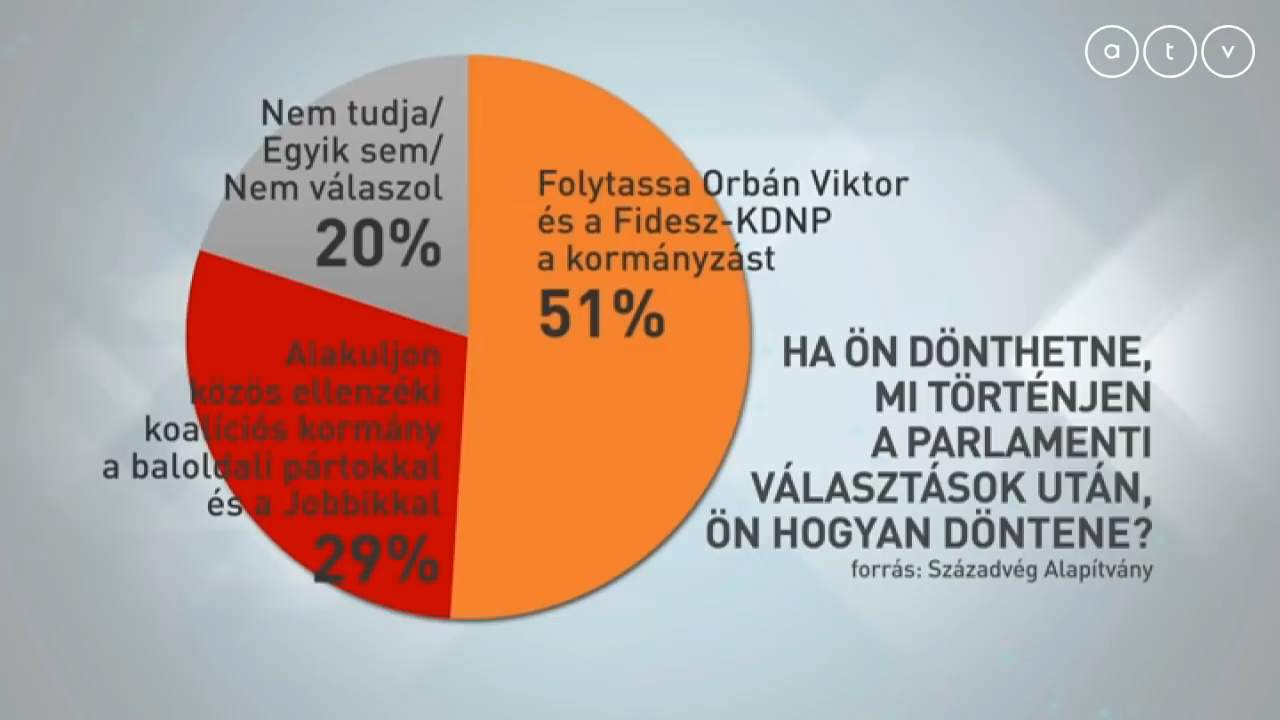 atv
Nem tudja/
Egyik sem/
Nem válaszol
20%
Folytassa Orbán Viktor
és a Fidesz-KDNP
a kormányzást
51%
Alakuljon
közös ellenzéki
koalíciós kormány
a baloldali pártokkal
és a Jobbikkal
29%
HA ÖN DÖNTHETNE,
MI TÖRTÉNJEN
A PARLAMENTI
VÁLASZTÁSOK UTÁN,
ÖN HOGYAN DÖNTENE?
forrás: Századvég Alapítvány